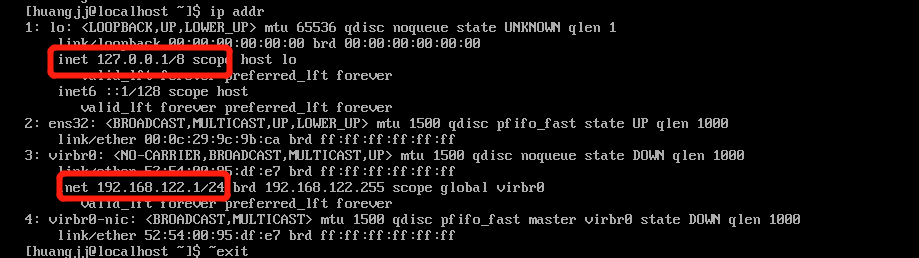 [huangjj@localhost ~]$ ip addr
1: lo: <LOOPBACK,UP,LOWER_UP> mtu 65536 qdisc noqueue state UNKNOWN qlen 1
    link/loopback 00:00:00:00:00:00 brd 00:00:00:00:00:00
    inet 127.0.0.1/8 scope host lo
       valid_lft forever preferred_lft forever
    inet6 ::1/128 scope host
       valid_lft forever preferred_lft forever
2: ens32: <BROADCAST,MULTICAST,UP,LOWER_UP> mtu 1500 qdisc pfifo_fast state UP qlen 1000
    link/ether 00:0c:29:9c:9b:ca brd ff:ff:ff:ff:ff:ff
3: virbr0: <NO-CARRIER,BROADCAST,MULTICAST,UP> mtu 1500 qdisc noqueue state DOWN qlen 1000
    link/ether 52:54:00:95:df:e7 brd ff:ff:ff:ff:ff:ff
    inet 192.168.122.1/24 brd 192.168.122.255 scope global virbr0
       valid_lft forever preferred_lft forever
4: virbr0-nic: <BROADCAST,MULTICAST> mtu 1500 qdisc pfifo_fast master virbr0 state DOWN qlen 1000
    link/ether 52:54:00:95:df:e7 brd ff:ff:ff:ff:ff:ff
[huangjj@localhost ~]$ ~exit